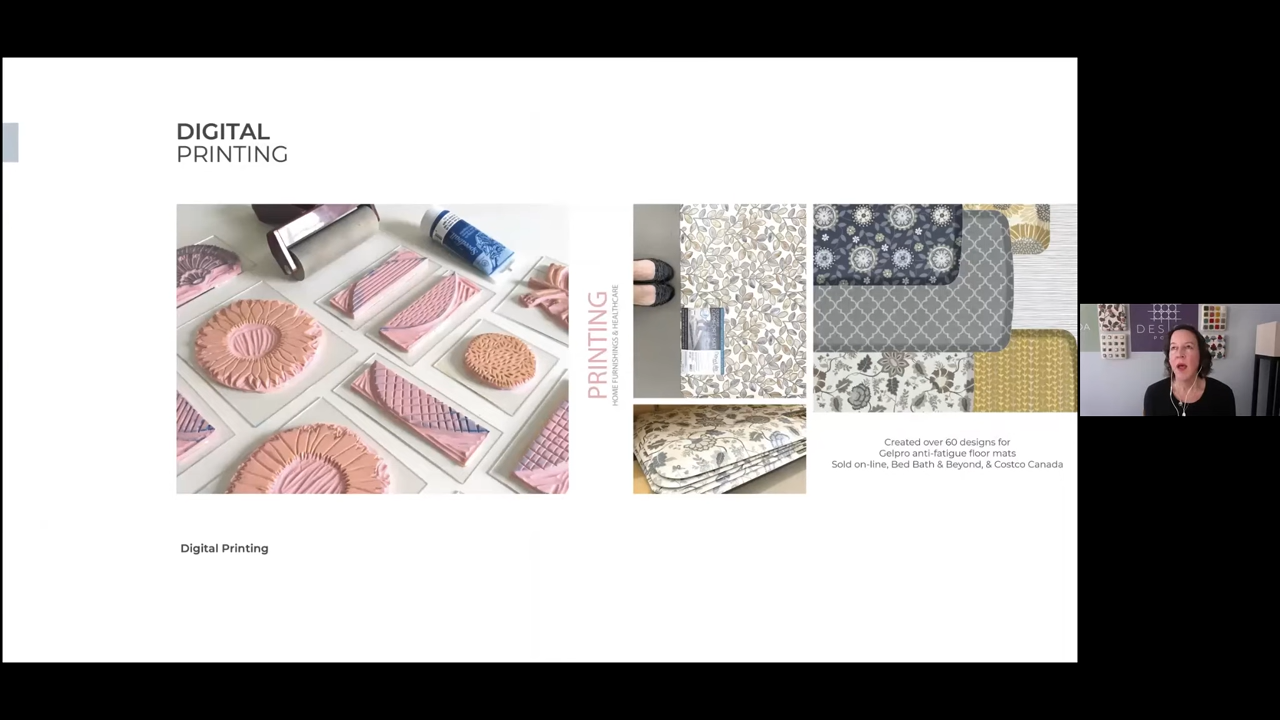 DIGITAL
PRINTING
PRINTING
HOME FURNISHINGS & HEALTHCARE
Created over 60 designs for
Gelpro anti-fatigue floor mats
Sold on-line, Bed Bath & Beyond, & Costco Canada
Digital Printing
DESIG